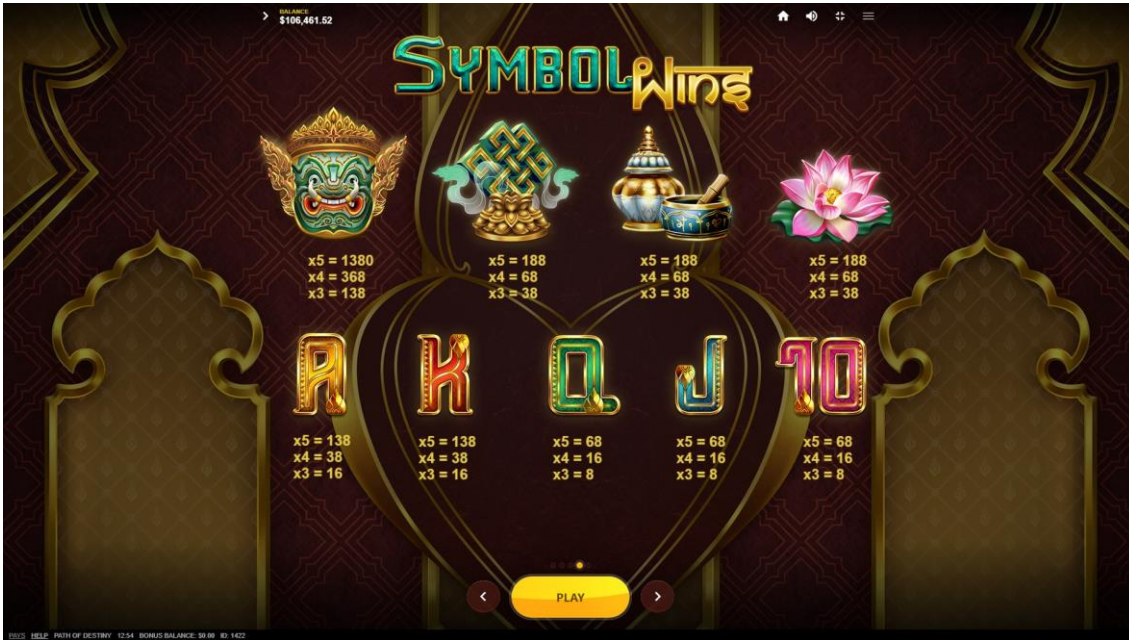 BALANCE
$106,461.52
SYMBOL Wins
x5 = 1380
x4 = 368
x3 = 138
x5 = 188
x4 = 68
x3 = 38
x5 = 188
x4 = 68
x3 = 38
x5 = 188
x4 = 68
x3 = 38
A
x5 = 138
x4 = 38
x3 = 16
K
x5 = 138
x4 = 38
x3 = 16
Q
x5 = 68
x4 = 16
x3 = 8
J
x5 = 68
x4 = 16
x3 = 8
10
x5 = 68
x4 = 16
x3 = 8
PLAY
PAYS HELP PATH OF DESTINY 12:54 BONUS BALANCE: $0.00 ID: 1422